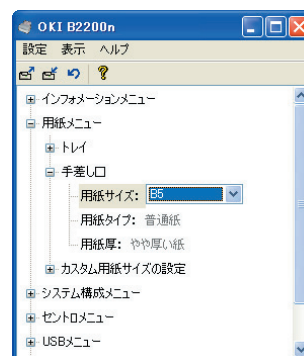 OKI B2200n
設定 表示 ヘルプ
インフォメーションメニュー
用紙メニュー
トレイ
手差し口
用紙サイズ: B5
用紙タイプ: 普通紙
用紙厚: やや厚い紙
カスタム用紙サイズの設定
システム構成メニュー
セントロメニュー
USBメニュー